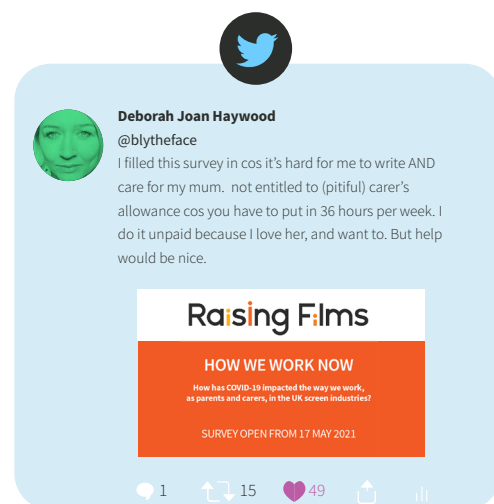 Deborah Joan Haywood
@blytheface
I filled this survey in cos it's hard for me to write AND
care for my mum.  not entitled to (pitiful) carer's
allowance cos you have to put in 36 hours per week. I
do it unpaid because I love her, and want to. But help
would be nice.
Raising Films
HOW WE WORK NOW
How has COVID-19 impacted the way we work,
as parents and carers, in the UK screen industries?
SURVEY OPEN FROM 17 MAY 2021
1 15 49